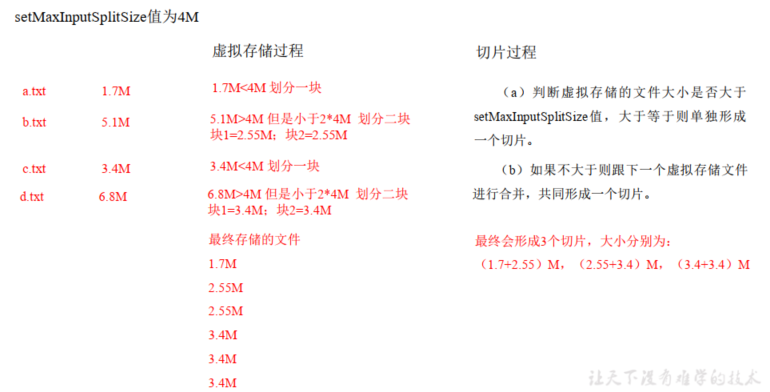 setMaxInputSplitSize值为4M
虚拟存储过程
切片过程
a.txt 1.7M 1.7M<4M 划分一块
b.txt 5.1M 5.1M>4M 但是小于2*4M 划分二块
块1=2.55M；块2=2.55M
c.txt 3.4M 3.4M<4M 划分一块
d.txt 6.8M 6.8M>4M 但是小于2*4M 划分二块
块1=3.4M；块2=3.4M
最终存储的文件
1.7M
2.55M
2.55M
3.4M
3.4M
3.4M
（a）判断虚拟存储的文件大小是否大于
setMaxInputSplitSize值，大于等于则单独形成
一个切片。
（b）如果不大于则跟下一个虚拟存储文件
进行合并，共同形成一个切片。
最终会形成3个切片，大小分别为：
（1.7+2.55）M，（2.55+3.4）M，（3.4+3.4）M
让天下没有难学的技术